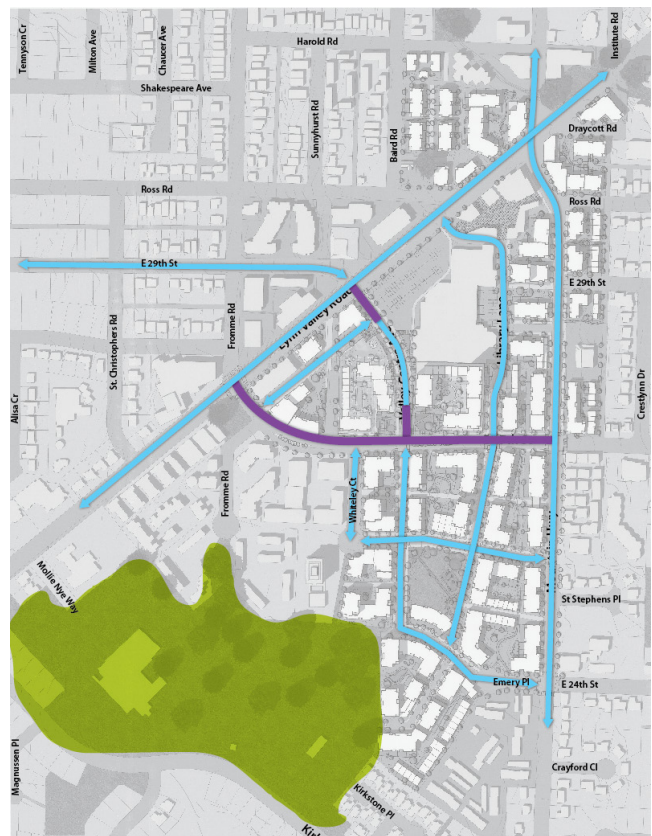 Tennyson Cr
Milton Ave
Chaucer Ave
Harold Rd
Institute Rd
Shakespeare Ave
Sunnyhurst Rd
Baird Rd
Draycott Rd
Ross Rd
Ross Rd
E 29th St
E 29th St
Fromme Rd
Lynn Valley Road
Library Lane
St. Christophers Rd
Crestlynn Dr
Alisa Cr
Fromme Rd
Whiteley Ct
Mollie Nye Way
St Stephens Pl
Emery Pl
E 24th St
Magnussen Pl
Crayford Cl
Kirkstone Pl